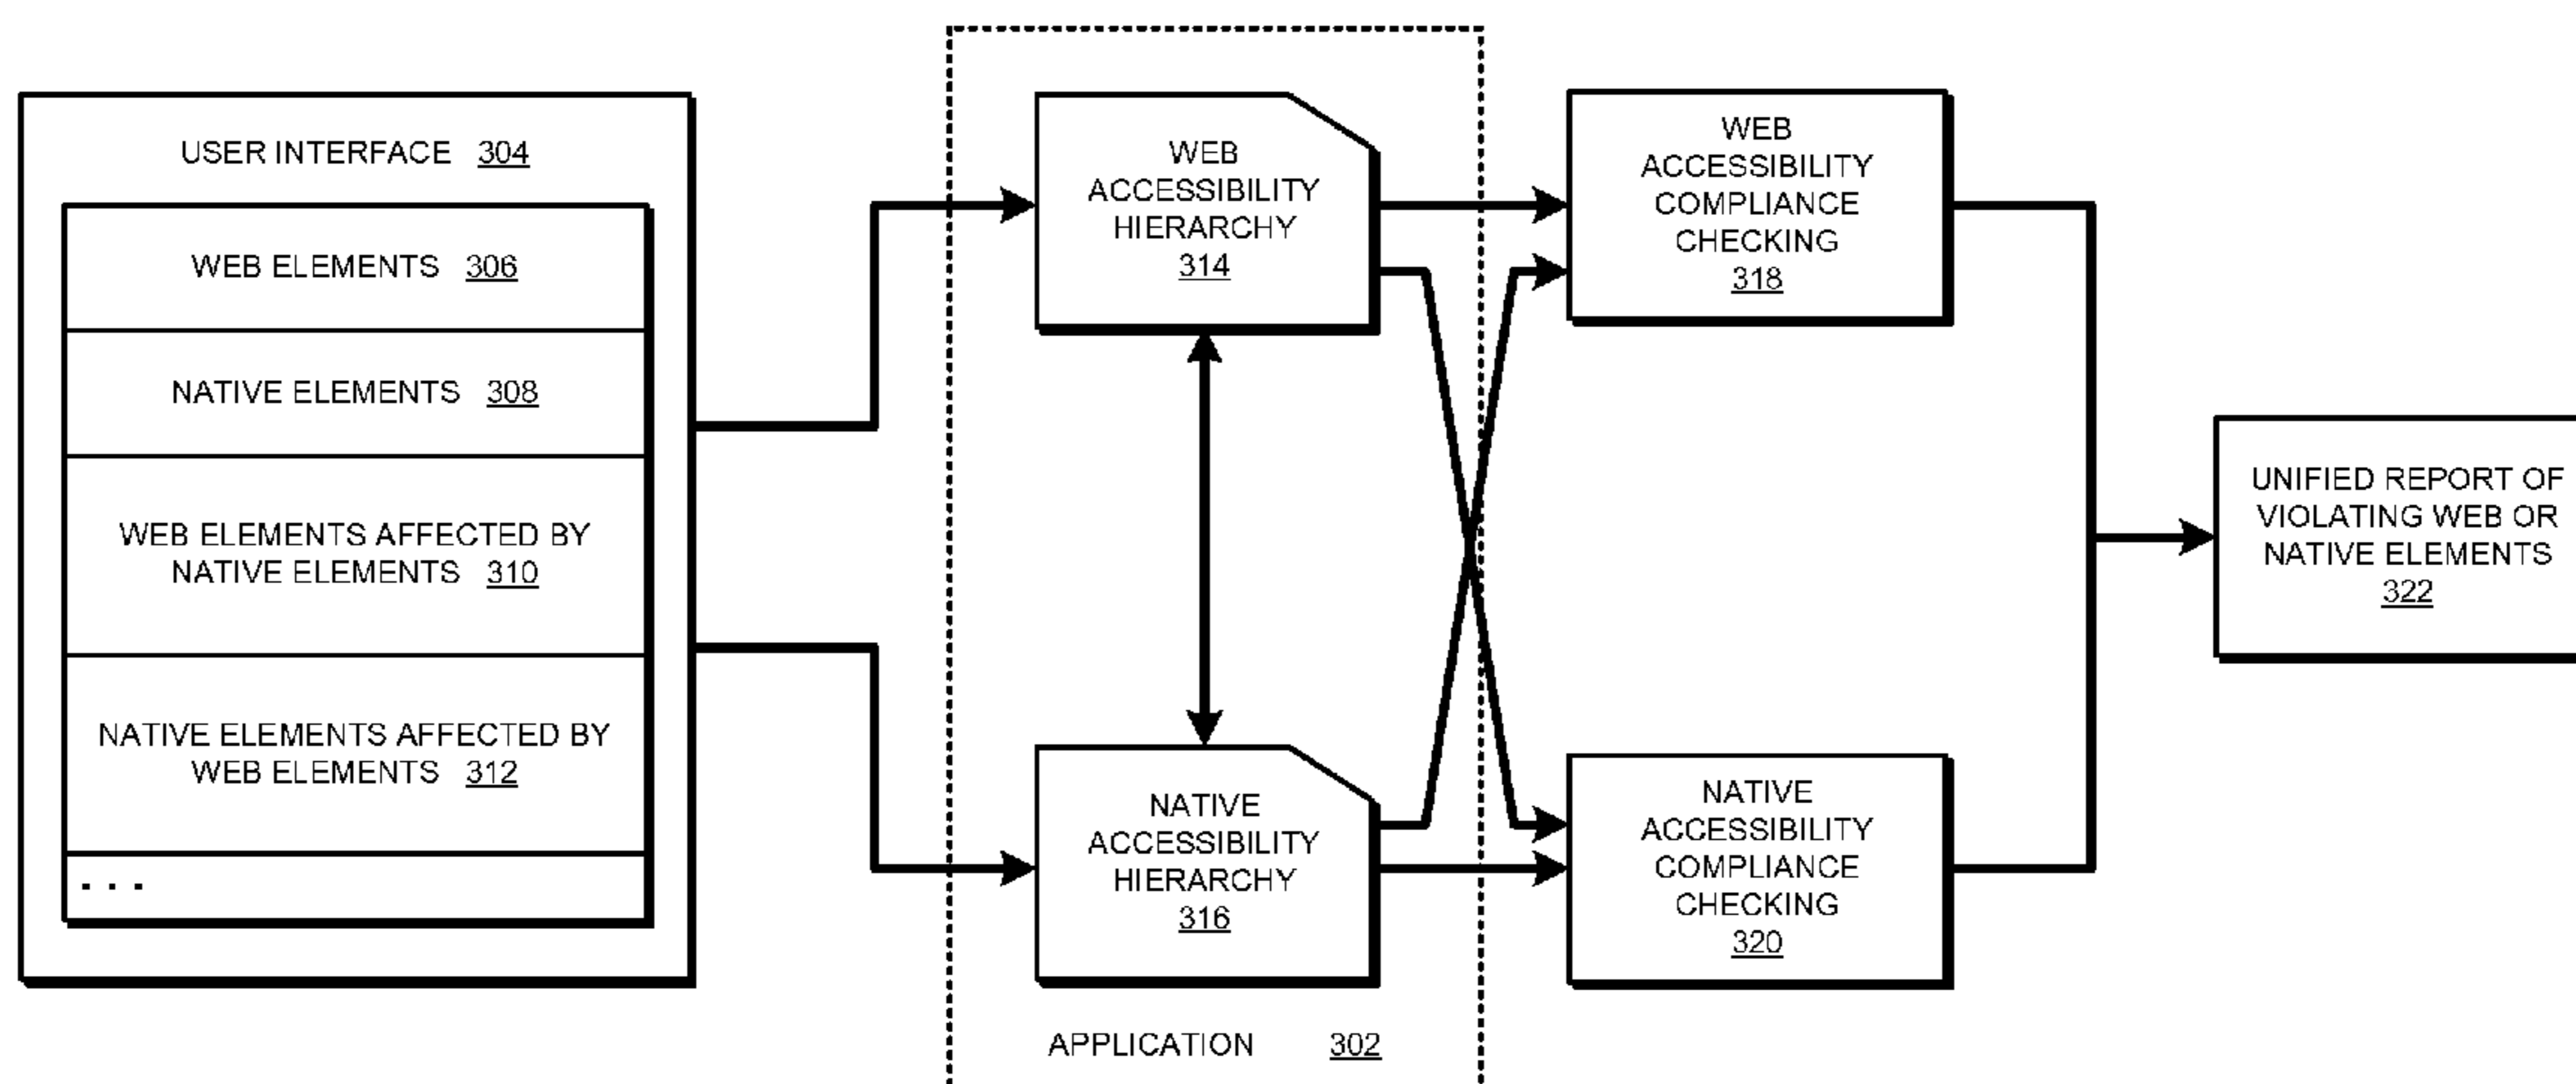 USER INTERFACE 304
WEB ELEMENTS 306
NATIVE ELEMENTS 308
WEB ELEMENTS AFFECTED BY
NATIVE ELEMENTS 310
NATIVE ELEMENTS AFFECTED BY
WEB ELEMENTS 312
. . .
WEB
ACCESSIBILITY
HIERARCHY
314
NATIVE
ACCESSIBILITY
HIERARCHY
316
APPLICATION 302
WEB
ACCESSIBILITY
COMPLIANCE
CHECKING
318
NATIVE
ACCESSIBILITY
COMPLIANCE
CHECKING
320
UNIFIED REPORT OF
VIOLATING WEB OR
NATIVE ELEMENTS
322